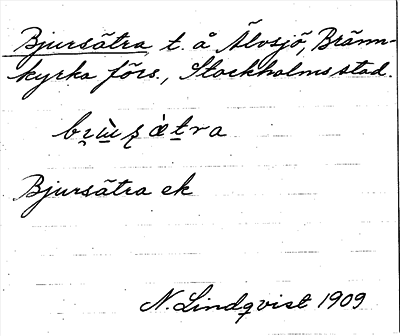 Bjursätra, t. å Älvsjö, Bränn-
kyrka förs., Stockholms stad.
Bjursätra ek
N. Lindqvist 1909